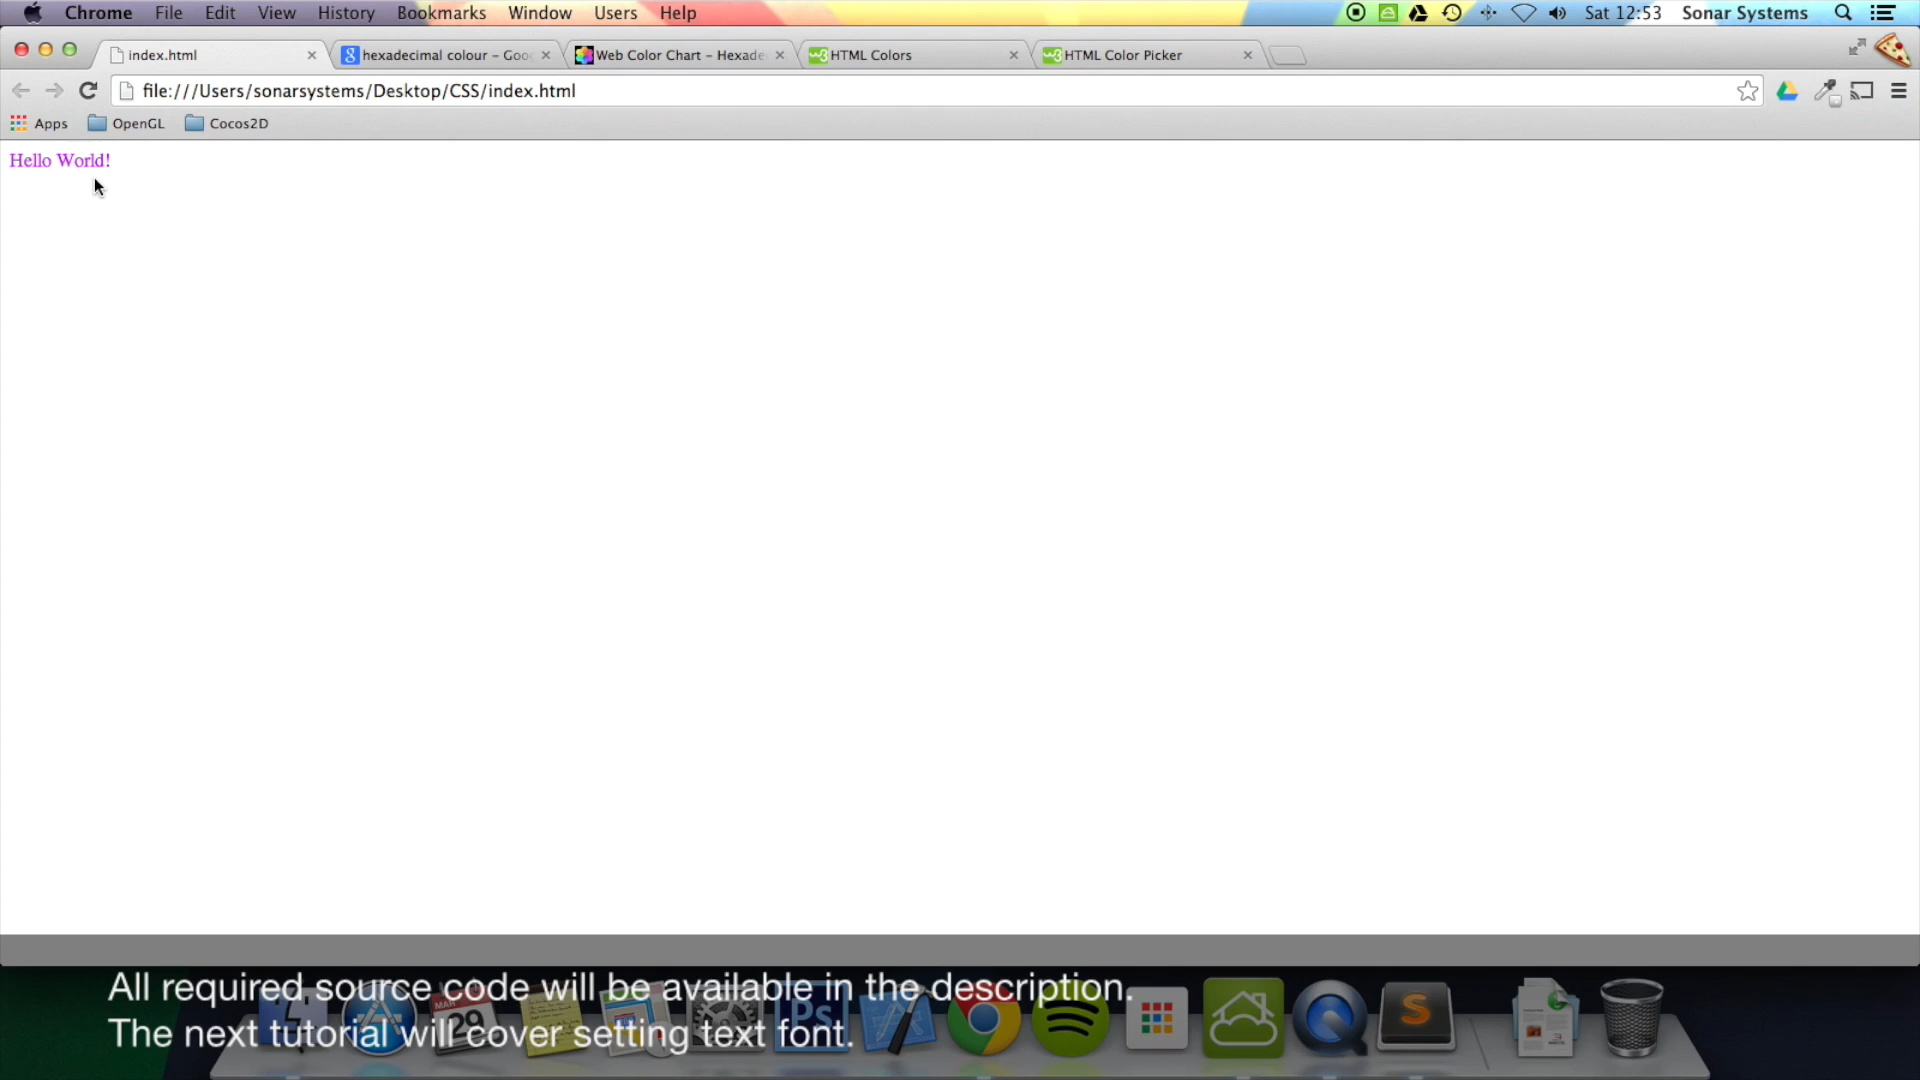 Chrome File Edit View History Bookmarks Window Users Help Sat 12:53 Sonar Systems
index.html hexadecimal colour – Goo Web Color Chart – Hexade HTML Colors HTML Color Picker
file:///Users/sonarsystems/Desktop/CSS/index.html
Apps OpenGL Cocos2D
Hello World!
All required source code will be available in the description.
The next tutorial will cover setting text font.
MAR
29
Ps
S